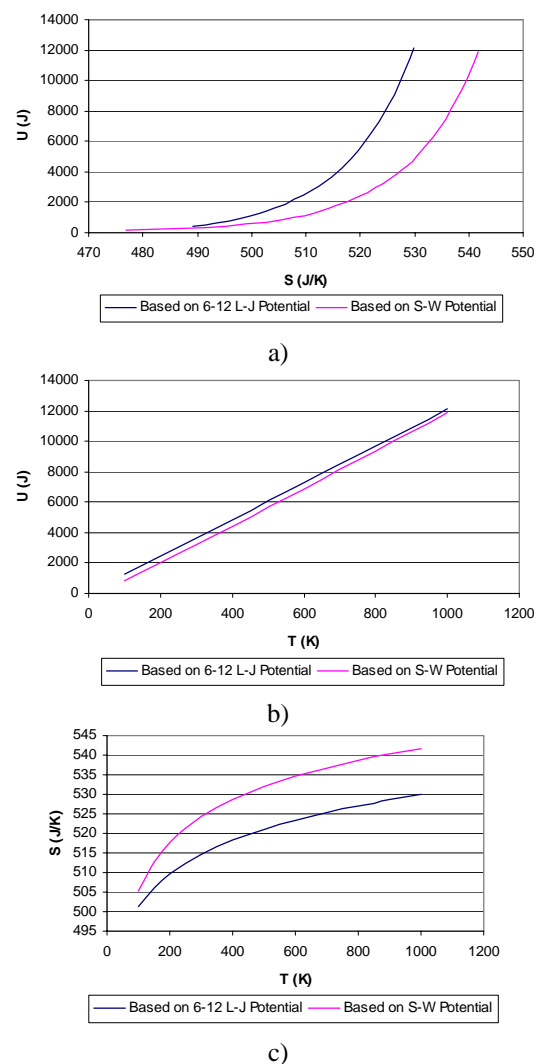 14000
12000
10000
8000
6000
4000
2000
0
U (J)
470 480 490 500 510 520 530 540 550
S (J/K)
Based on 6-12 L-J Potential Based on S-W Potential
a)
14000
12000
10000
8000
6000
4000
2000
0
U (J)
0 200 400 600 800 1000 1200
T (K)
Based on 6-12 L-J Potential Based on S-W Potential
b)
545
540
535
530
525
520
515
510
505
500
495
S (J/K)
0 200 400 600 800 1000 1200
T (K)
Based on 6-12 L-J Potential Based on S-W Potential
c)